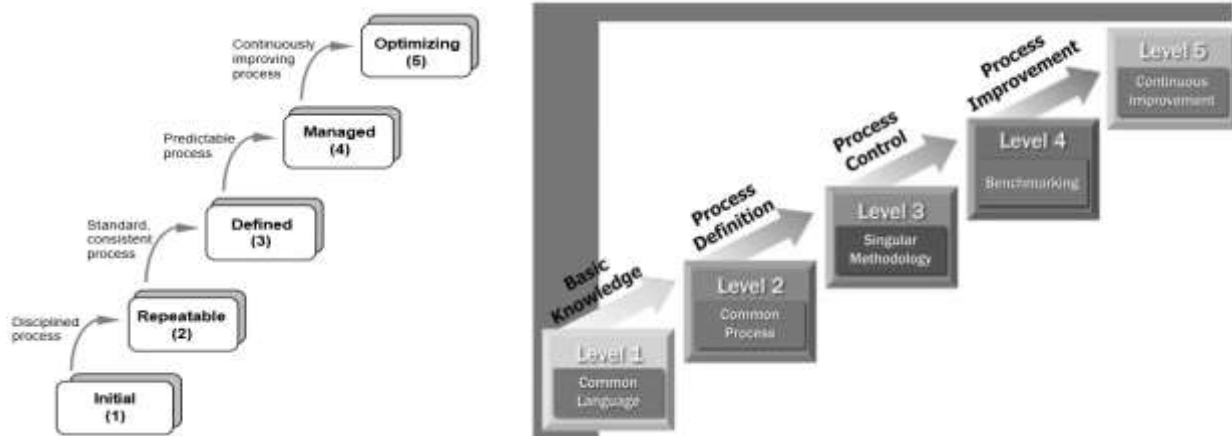 Continuously
improving
process
Optimizing
(5)
Predictable
process
Managed
(4)
Standard,
consistent
process
Defined
(3)
Disciplined
process
Repeatable
(2)
Initial
(1)
Process
Improvement
Level 5
Continuous
Improvement
Process
Control
Level 4
Benchmarking
Process
Definition
Level 3
Singular
Methodology
Basic
Knowledge
Level 2
Common
Process
Level 1
Common
Language